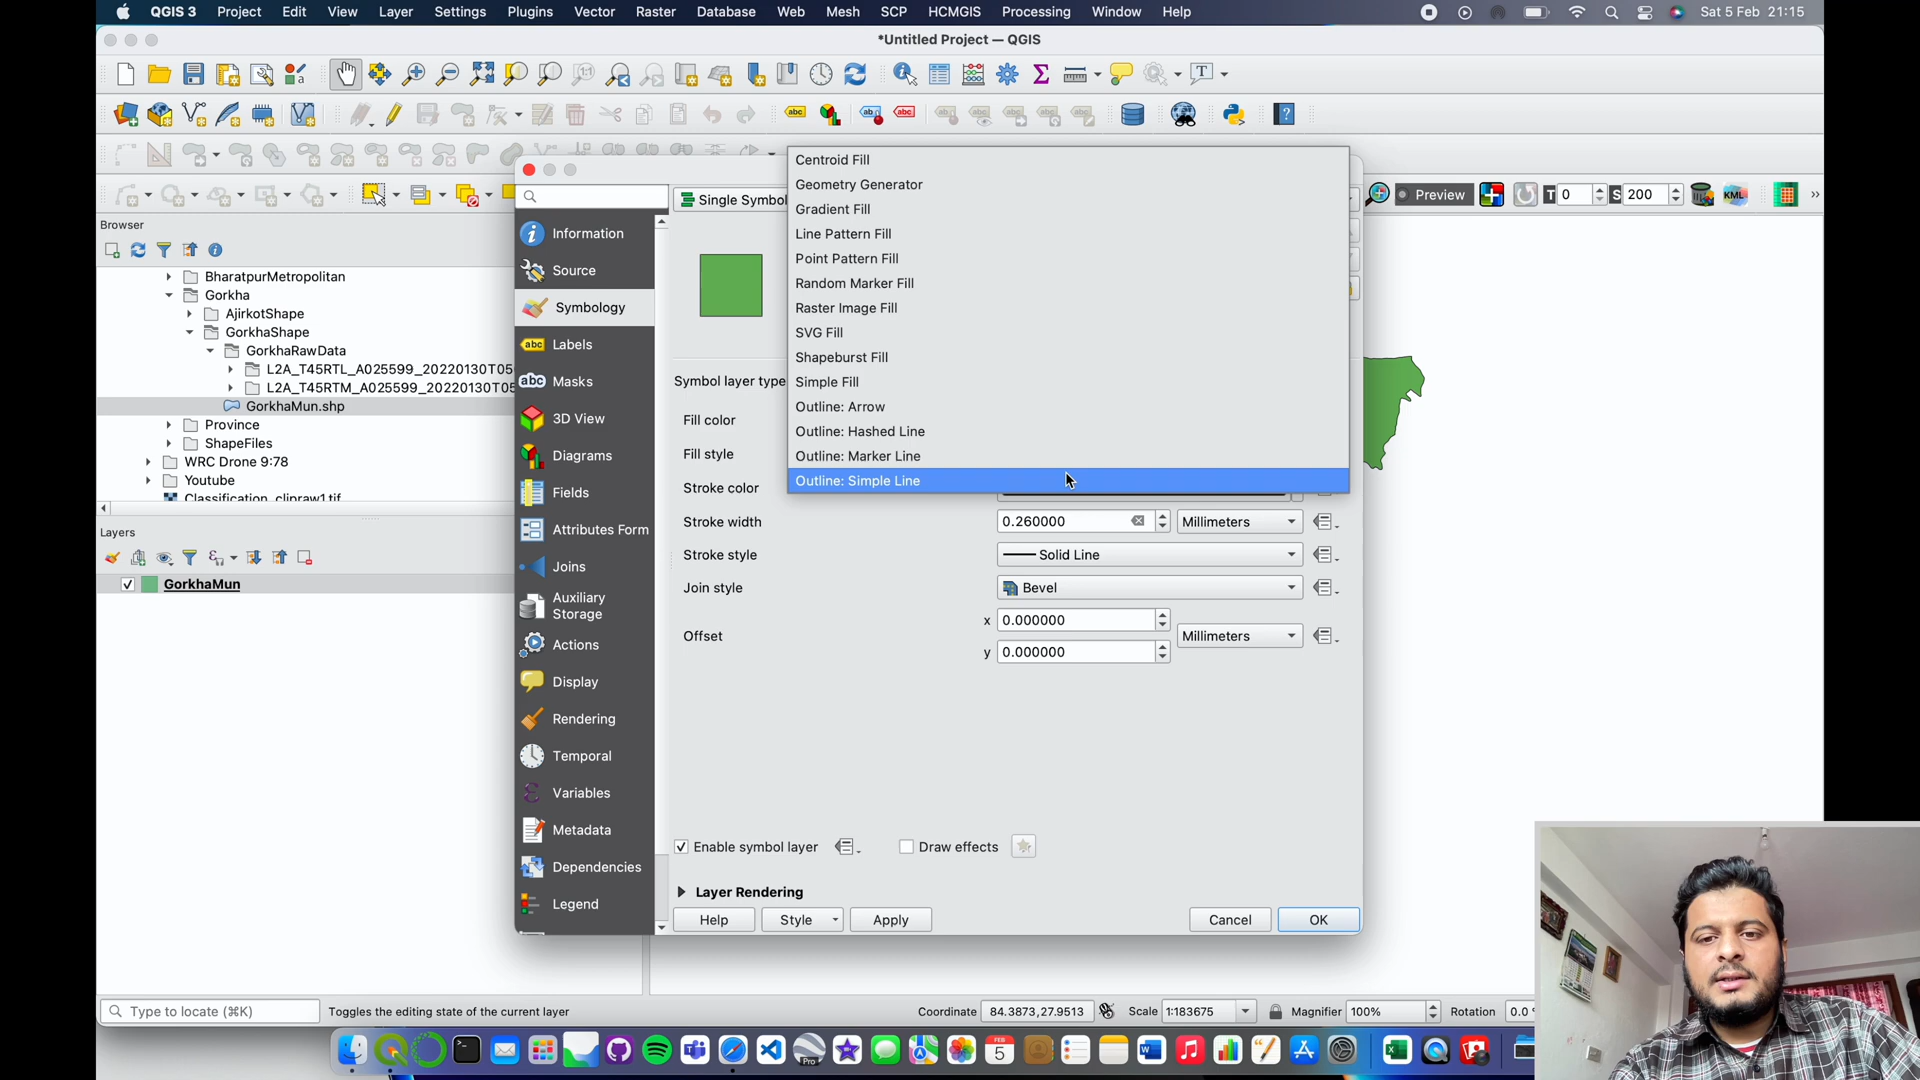 QGIS 3 Project Edit View Layer Settings Plugins Vector Raster Database Web Mesh SCP HCMGIS Processing Window Help Sat 5 Feb 21:15
*Untitled Project — QGIS
Preview T 0 S 200 KML »
Browser
BharatpurMetropolitan
Gorkha
AjirkotShape
GorkhaShape
GorkhaRawData
L2A_T45RTL_A025599_20220130T05
L2A_T45RTM_A025599_20220130T05
GorkhaMun.shp
Province
ShapeFiles
WRC Drone 9:78
Youtube
Classification_clipraw1.tif
Layers
GorkhaMun
Information
Source
Symbology
Labels
Masks
3D View
Diagrams
Fields
Attributes Form
Joins
Auxiliary
Storage
Actions
Display
Rendering
Temporal
Variables
Metadata
Dependencies
Legend
Single Symbol
Symbol layer type
Centroid Fill
Geometry Generator
Gradient Fill
Line Pattern Fill
Point Pattern Fill
Random Marker Fill
Raster Image Fill
SVG Fill
Shapeburst Fill
Simple Fill
Outline: Arrow
Outline: Hashed Line
Outline: Marker Line
Outline: Simple Line
Fill color
Fill style
Stroke color
Stroke width 0.260000 Millimeters
Stroke style Solid Line
Join style Bevel
Offset x 0.000000 Millimeters
y 0.000000
Enable symbol layer Draw effects
Layer Rendering
Help Style Apply Cancel OK
Type to locate (⌘K) Toggles the editing state of the current layer Coordinate 84.3873,27.9513 Scale 1:183675 Magnifier 100% Rotation 0.0 °